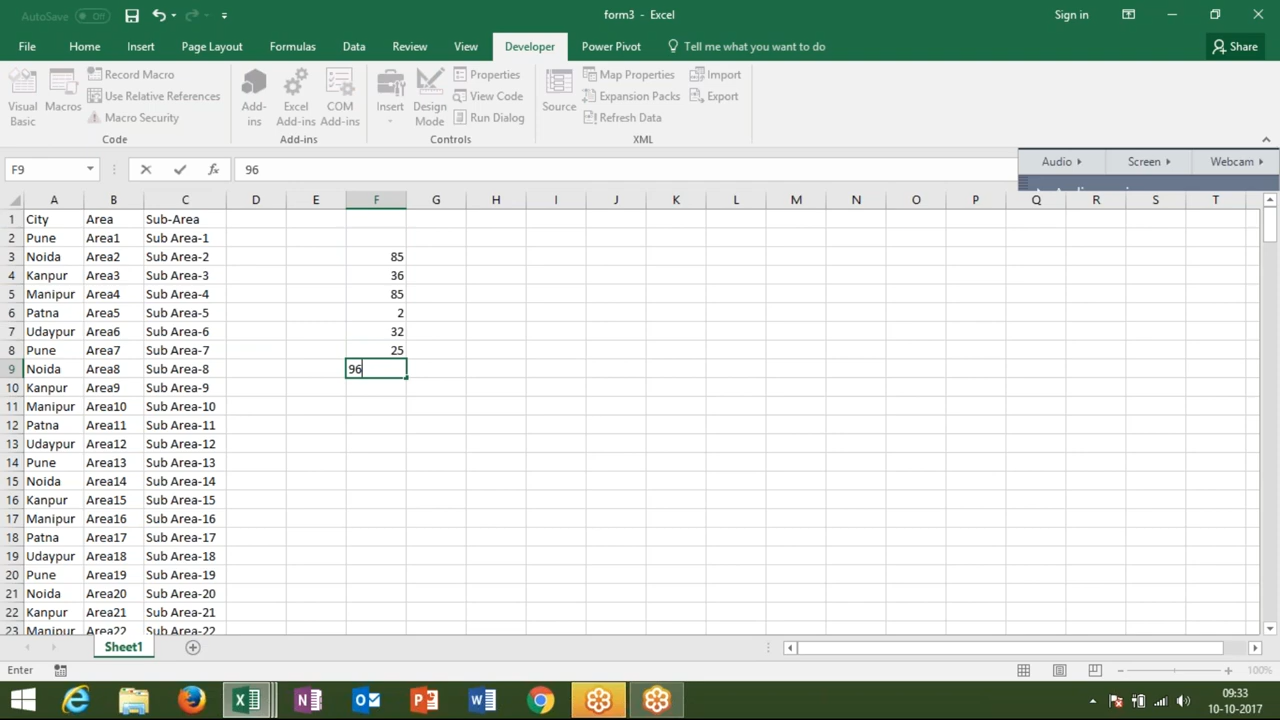 AutoSave Off
form3 - Excel
Sign in
File Home Insert Page Layout Formulas Data Review View Developer Power Pivot Tell me what you want to do Share
Visual Basic
Macros
Record Macro
Use Relative References
Macro Security
Code
Add-ins
Excel Add-ins
COM Add-ins
Add-ins
Insert
Design Mode
Properties
View Code
Run Dialog
Controls
Source
Map Properties
Expansion Packs
Refresh Data
Import
Export
XML
F9 fx 96
Audio Screen Webcam
A B C D E F G H I J K L M N O P Q R S T
1 City Area Sub-Area
2 Pune Area1 Sub Area-1
3 Noida Area2 Sub Area-2 85
4 Kanpur Area3 Sub Area-3 36
5 Manipur Area4 Sub Area-4 85
6 Patna Area5 Sub Area-5 2
7 Udaypur Area6 Sub Area-6 32
8 Pune Area7 Sub Area-7 25
9 Noida Area8 Sub Area-8 96
10 Kanpur Area9 Sub Area-9
11 Manipur Area10 Sub Area-10
12 Patna Area11 Sub Area-11
13 Udaypur Area12 Sub Area-12
14 Pune Area13 Sub Area-13
15 Noida Area14 Sub Area-14
16 Kanpur Area15 Sub Area-15
17 Manipur Area16 Sub Area-16
18 Patna Area17 Sub Area-17
19 Udaypur Area18 Sub Area-18
20 Pune Area19 Sub Area-19
21 Noida Area20 Sub Area-20
22 Kanpur Area21 Sub Area-21
23 Manipur Area22 Sub Area-22
Sheet1
Enter
100%
09:33
10-10-2017